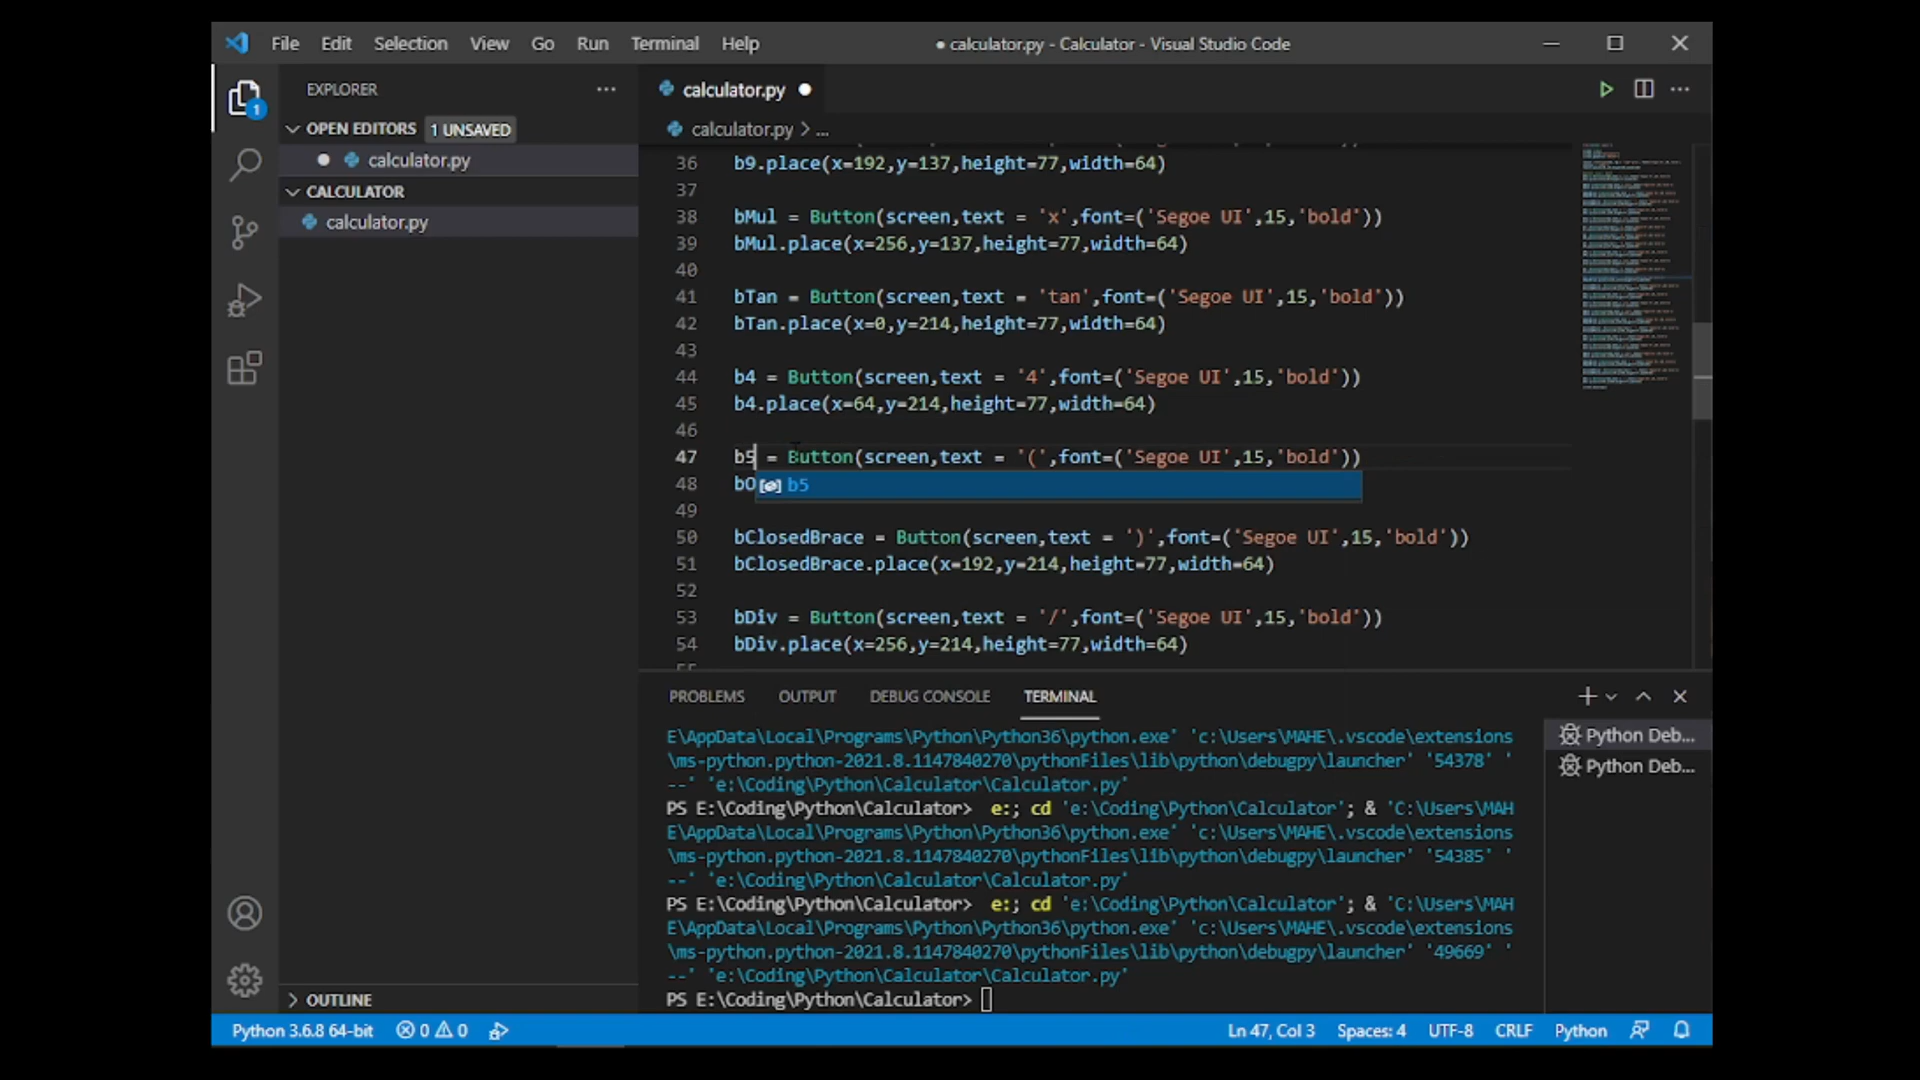 File Edit Selection View Go Run Terminal Help
● calculator.py - Calculator - Visual Studio Code
EXPLORER
1
OPEN EDITORS 1 UNSAVED
calculator.py
CALCULATOR
calculator.py
OUTLINE
calculator.py
calculator.py > ...
36 b9.place(x=192,y=137,height=77,width=64)
37
38 bMul = Button(screen,text = 'x',font=('Segoe UI',15,'bold'))
39 bMul.place(x=256,y=137,height=77,width=64)
40
41 bTan = Button(screen,text = 'tan',font=('Segoe UI',15,'bold'))
42 bTan.place(x=0,y=214,height=77,width=64)
43
44 b4 = Button(screen,text = '4',font=('Segoe UI',15,'bold'))
45 b4.place(x=64,y=214,height=77,width=64)
46
47 b5 = Button(screen,text = '(',font=('Segoe UI',15,'bold'))
48 bO
b5
49
50 bClosedBrace = Button(screen,text = ')',font=('Segoe UI',15,'bold'))
51 bClosedBrace.place(x=192,y=214,height=77,width=64)
52
53 bDiv = Button(screen,text = '/',font=('Segoe UI',15,'bold'))
54 bDiv.place(x=256,y=214,height=77,width=64)
PROBLEMS OUTPUT DEBUG CONSOLE TERMINAL
E\AppData\Local\Programs\Python\Python36\python.exe' 'c:\Users\MAHE\.vscode\extensions
\ms-python.python-2021.8.1147840270\pythonFiles\lib\python\debugpy\launcher' '54378' '
--' 'e:\Coding\Python\Calculator\Calculator.py'
PS E:\Coding\Python\Calculator> e:; cd 'e:\Coding\Python\Calculator'; & 'C:\Users\MAH
E\AppData\Local\Programs\Python\Python36\python.exe' 'c:\Users\MAHE\.vscode\extensions
\ms-python.python-2021.8.1147840270\pythonFiles\lib\python\debugpy\launcher' '54385' '
--' 'e:\Coding\Python\Calculator\Calculator.py'
PS E:\Coding\Python\Calculator> e:; cd 'e:\Coding\Python\Calculator'; & 'C:\Users\MAH
E\AppData\Local\Programs\Python\Python36\python.exe' 'c:\Users\MAHE\.vscode\extensions
\ms-python.python-2021.8.1147840270\pythonFiles\lib\python\debugpy\launcher' '49669' '
--' 'e:\Coding\Python\Calculator\Calculator.py'
PS E:\Coding\Python\Calculator>
Python Deb...
Python Deb...
Python 3.6.8 64-bit 0 0 Ln 47, Col 3 Spaces: 4 UTF-8 CRLF Python